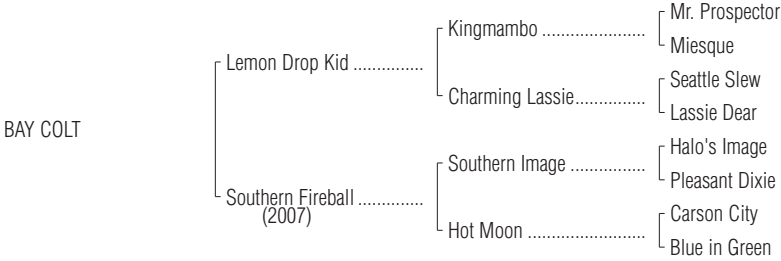 Mr. Prospector
Kingmambo ......................
Miesque
Lemon Drop Kid ...............
Seattle Slew
Charming Lassie...............
Lassie Dear
BAY COLT
Halo's Image
Southern Image ................
Pleasant Dixie
Southern Fireball ..............
(2007)
Carson City
Hot Moon .........................
Blue in Green